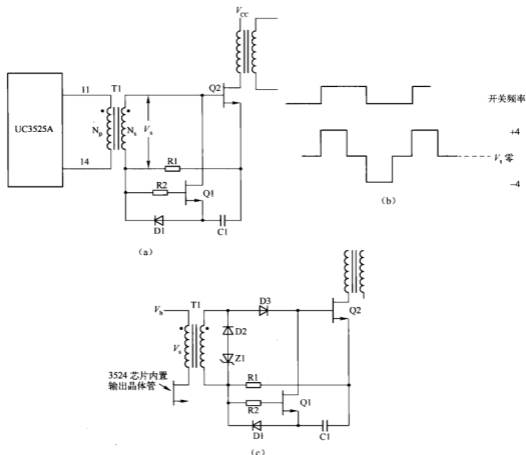 V_CC
11 T1 Q2
UC3525A N_p N_s V_s
14 R1
R2 Q1
D1 C1
(a)
开关频率
+4
V_s 零
-4
(b)
V_b T1 D3 Q2
V_s D2
Z1
3524 芯片内置
输出晶体管
R1
R2 Q1
D1 C1
(c)